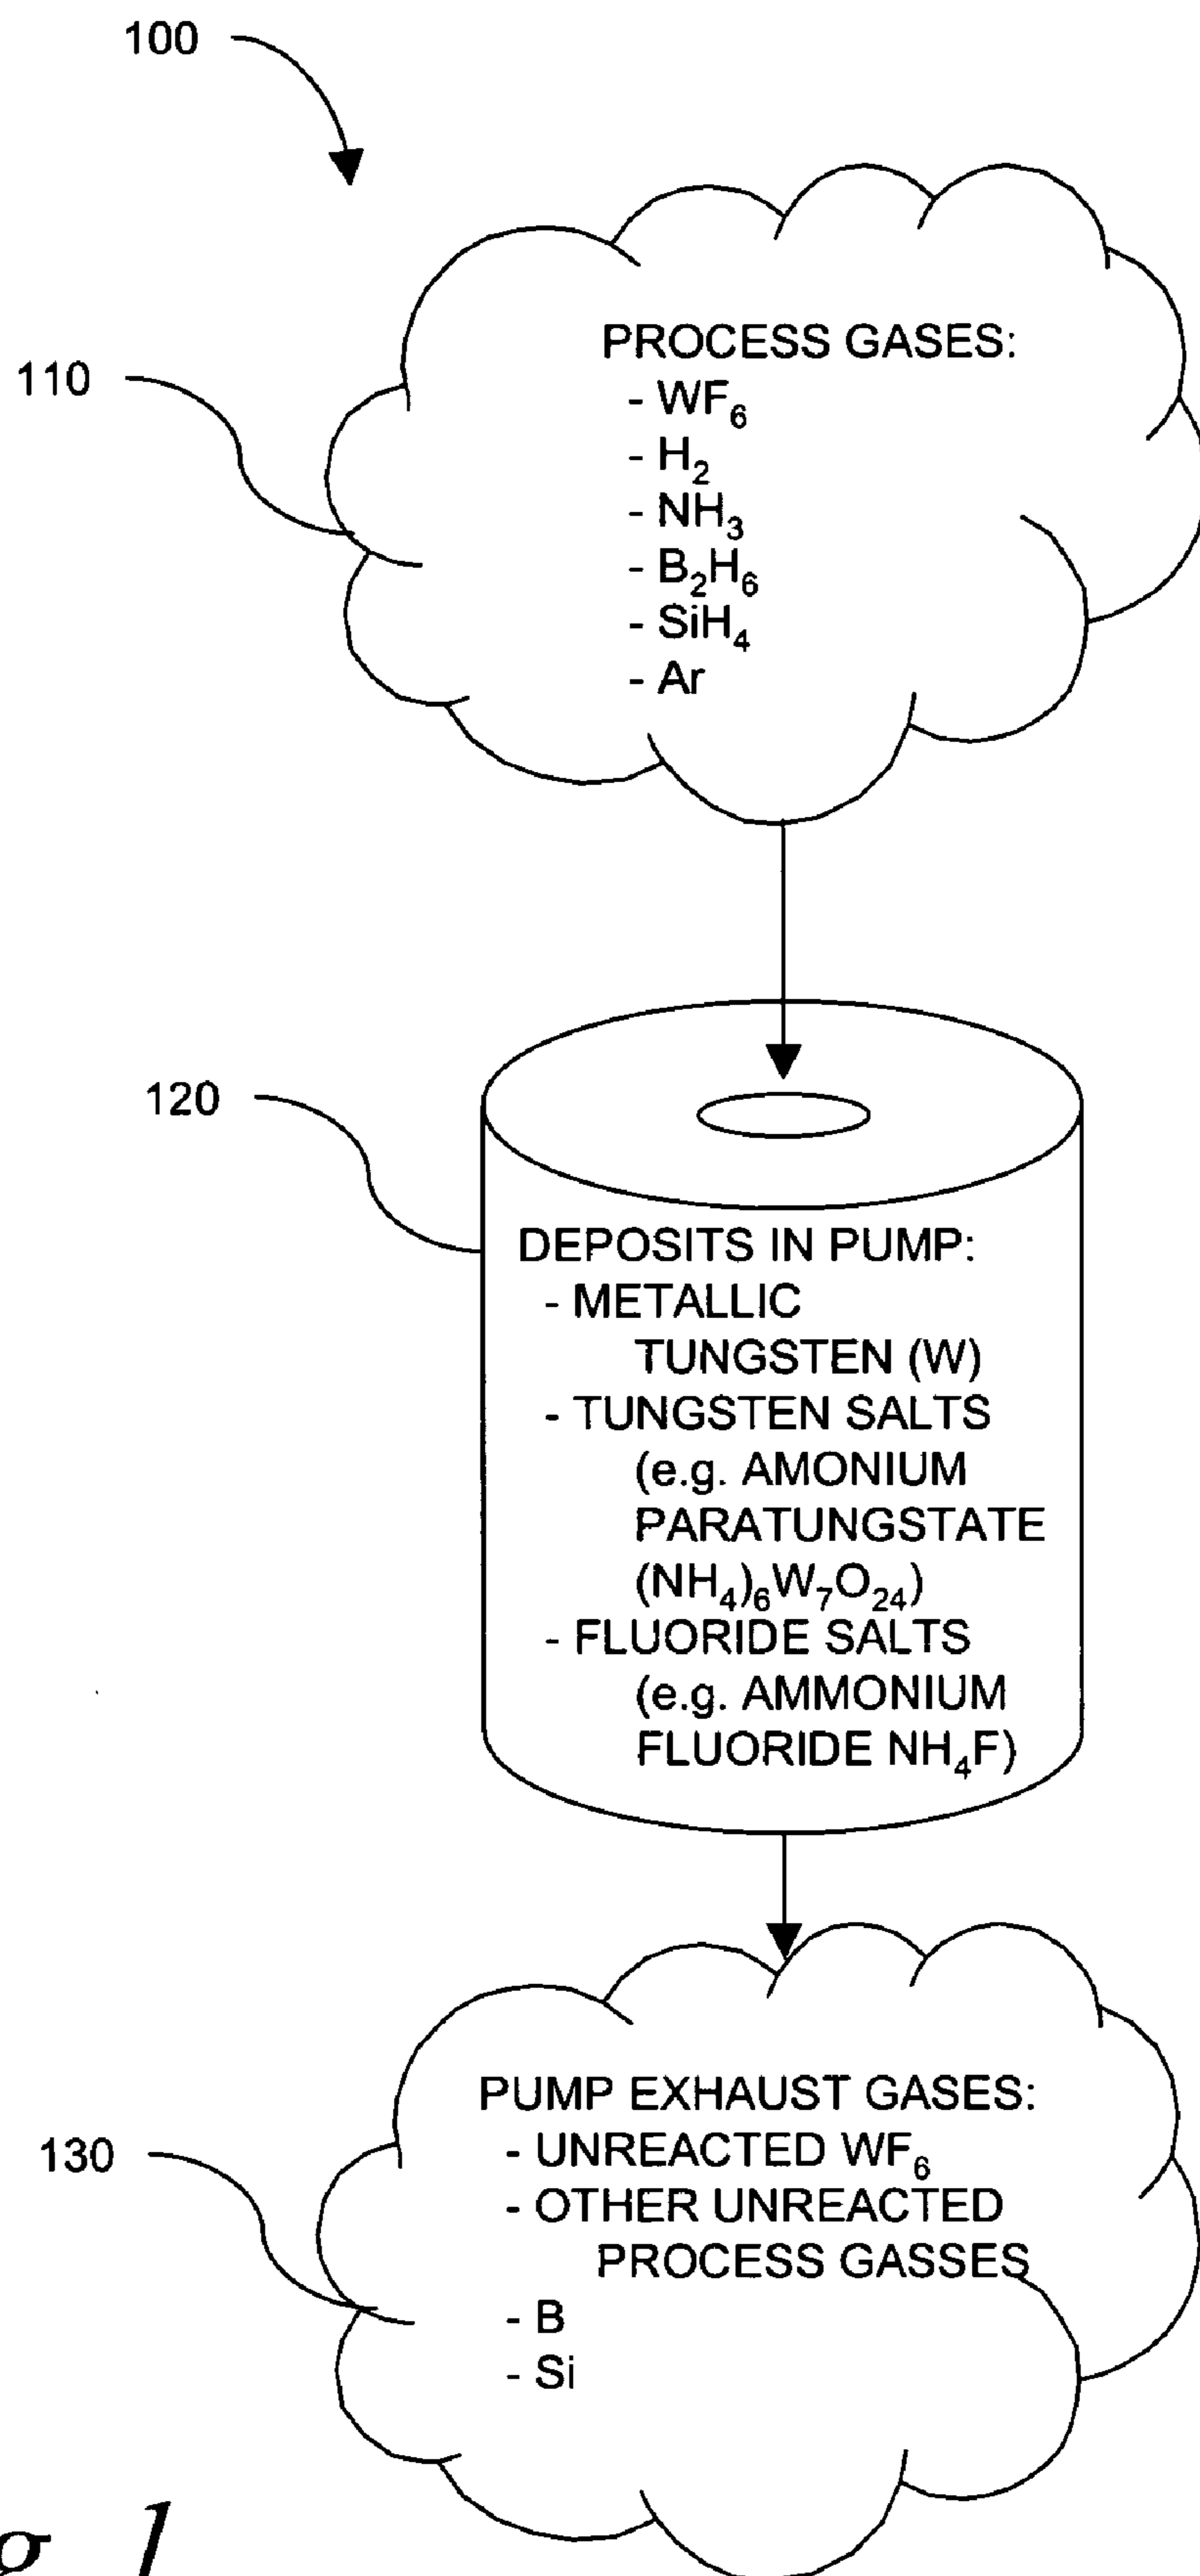 100
110
PROCESS GASES:
- WF₆
- H₂
- NH₃
- B₂H₆
- SiH₄
- Ar
120
DEPOSITS IN PUMP:
- METALLIC
TUNGSTEN (W)
- TUNGSTEN SALTS
(e.g. AMONIUM
PARATUNGSTATE
(NH₄)₆W₇O₂₄)
- FLUORIDE SALTS
(e.g. AMMONIUM
FLUORIDE NH₄F)
130
PUMP EXHAUST GASES:
- UNREACTED WF₆
- OTHER UNREACTED
PROCESS GASSES
- B
- Si
g. 1